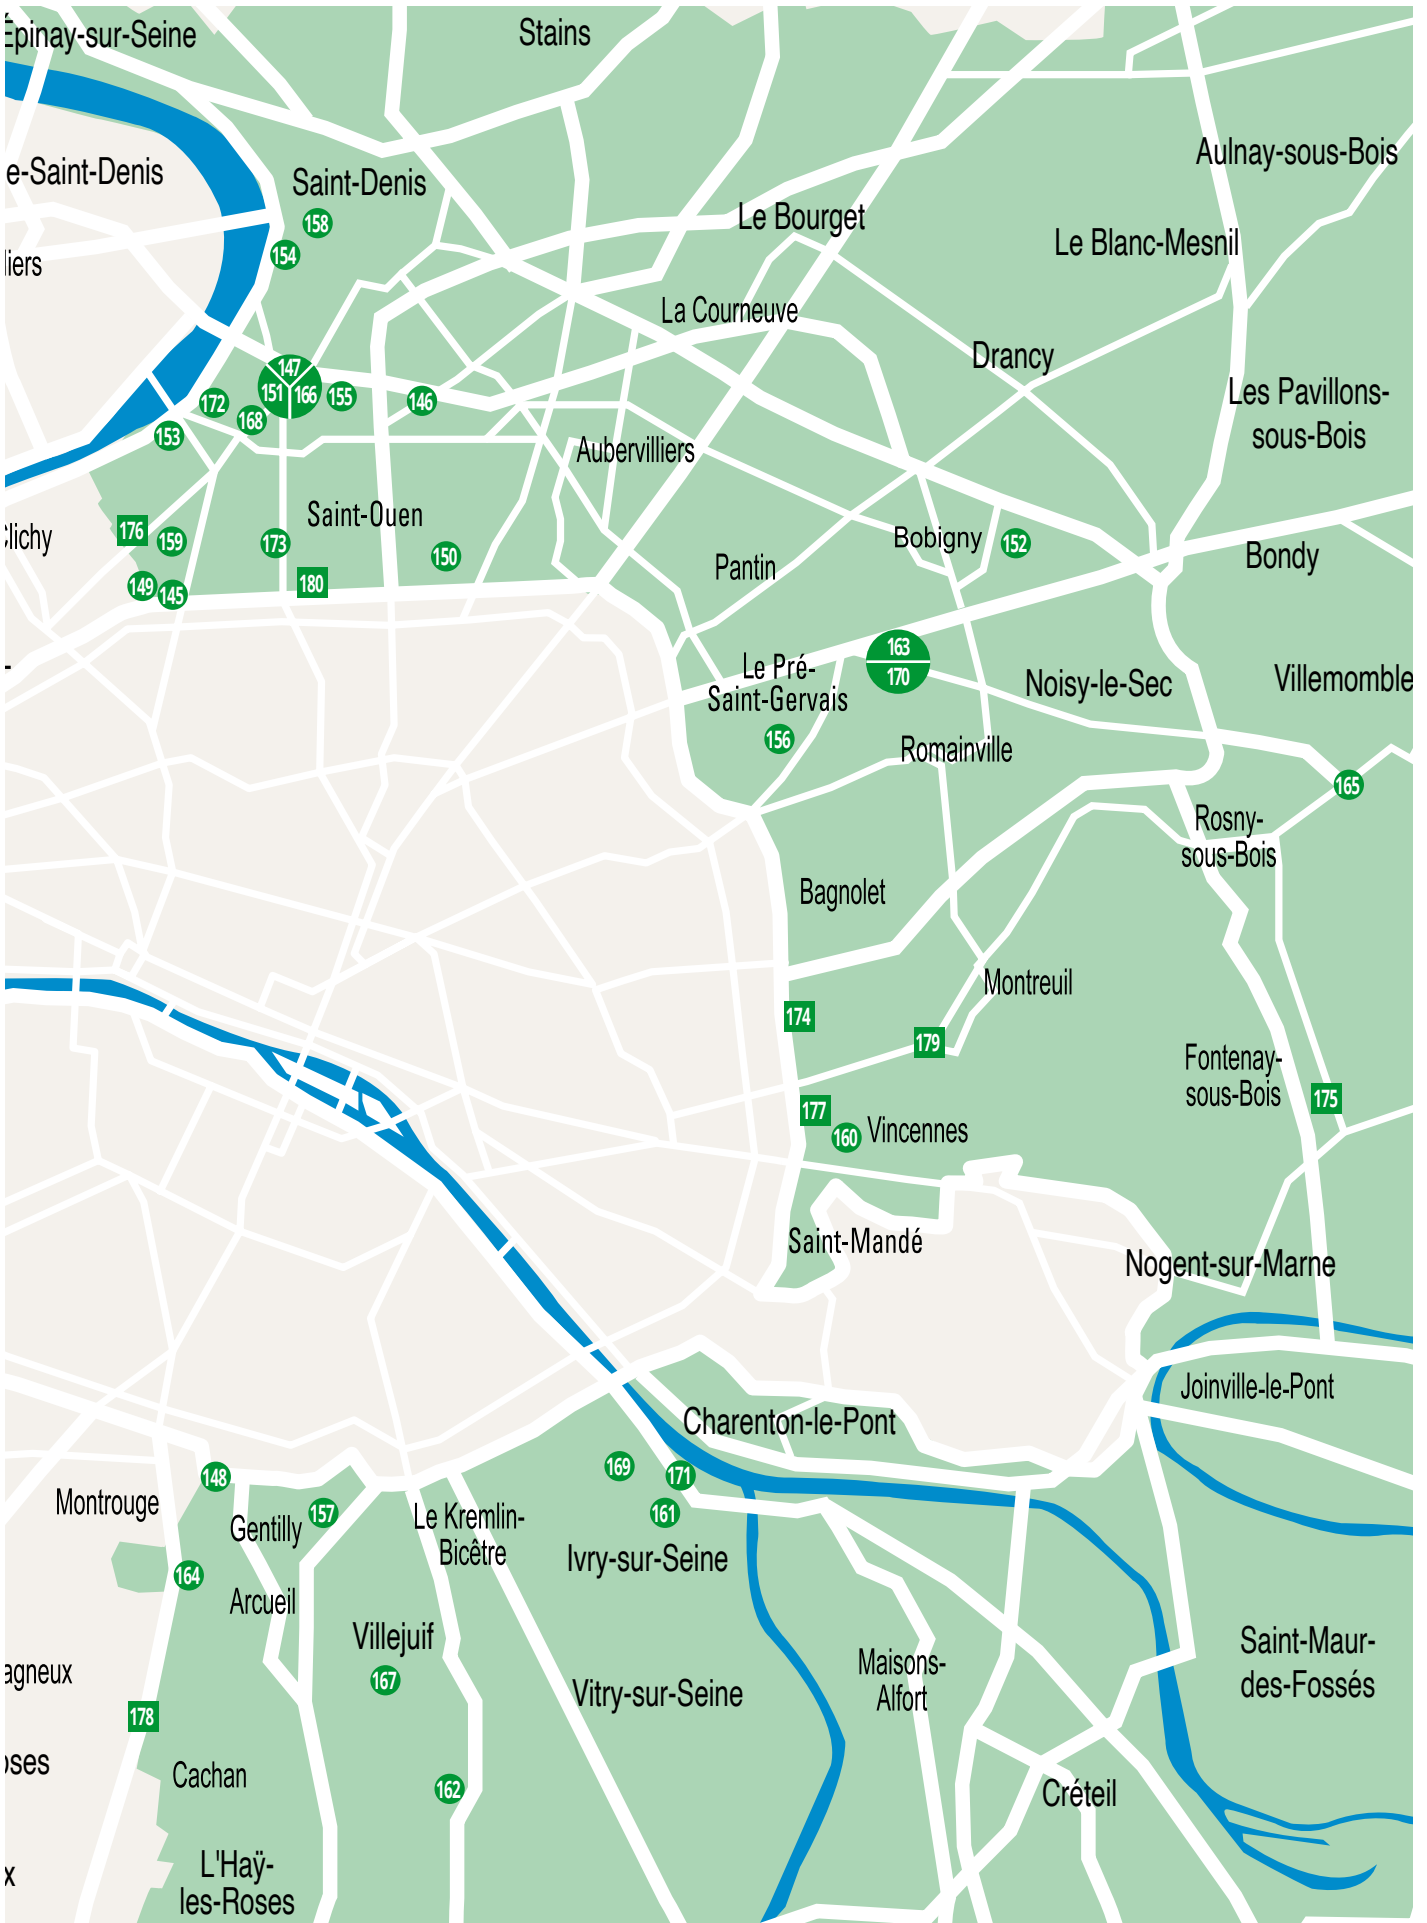 Épinay-sur-Seine
Stains
Aulnay-sous-Bois
e-Saint-Denis
Saint-Denis
158
Le Bourget
Le Blanc-Mesnil
154
liers
La Courneuve
Drancy
147
151
166
155
146
172
168
153
Les Pavillons-
sous-Bois
Aubervilliers
Saint-Ouen
176
159
173
150
Clichy
Bobigny
152
Bondy
Pantin
180
149
145
163
170
Le Pré-
Saint-Gervais
156
Noisy-le-Sec
Villemomble
-
Romainville
165
Rosny-
sous-Bois
Bagnolet
Montreuil
174
179
Fontenay-
sous-Bois
175
177
160
Vincennes
Saint-Mandé
Nogent-sur-Marne
Joinville-le-Pont
Charenton-le-Pont
169
171
161
148
Montrouge
157
Gentilly
Le Kremlin-
Bicêtre
Ivry-sur-Seine
164
Arcueil
Villejuif
167
Saint-Maur-
des-Fossés
Maisons-
Alfort
agneux
Vitry-sur-Seine
178
oses
Cachan
162
Créteil
x
L'Haÿ-
les-Roses